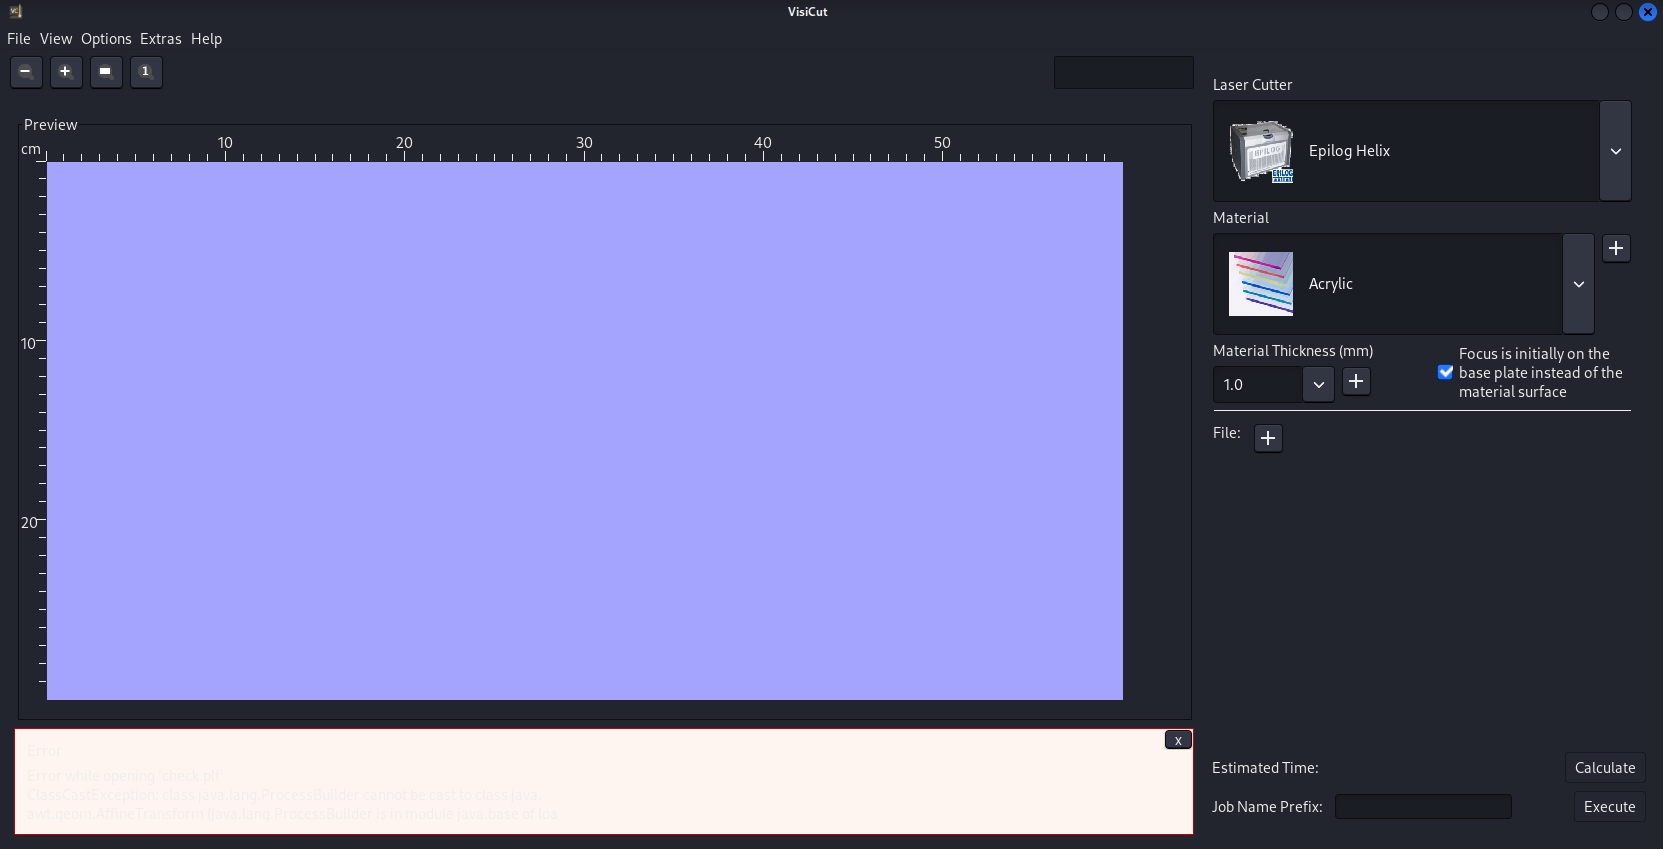 VisiCut
File View Options Extras Help
1
Preview
cm
10 20 30 40 50
10
20
Laser Cutter
EPILOG
EPILOG
Epilog Helix
Material
Acrylic
Material Thickness (mm)
1.0
Focus is initially on the
base plate instead of the
material surface
File:
x
Error
Error while opening 'check.plf'
ClassCastException: class java.lang.ProcessBuilder cannot be cast to class java.
awt.geom.AffineTransform (java.lang.ProcessBuilder is in module java.base of loa
Estimated Time:
Calculate
Job Name Prefix:
Execute